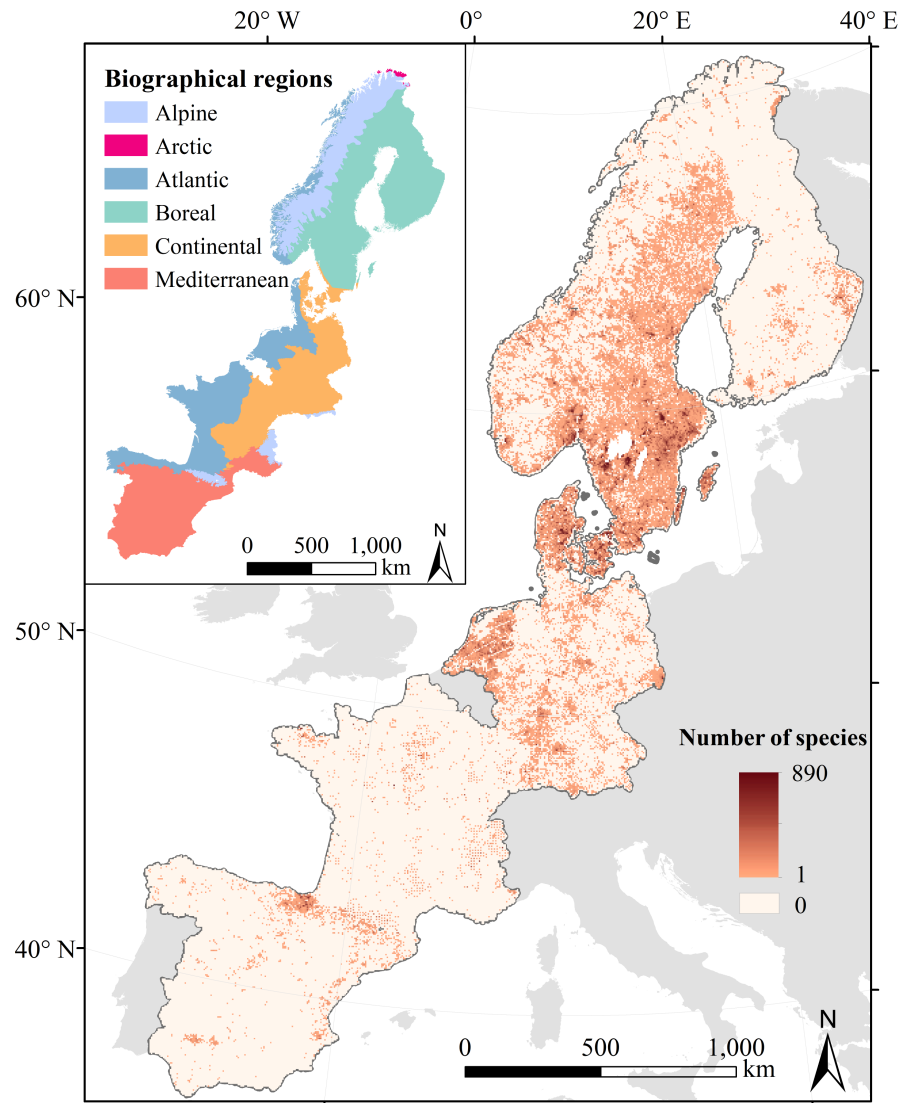 20° W 0° 20° E 40° E
Biographical regions
Alpine
Arctic
Atlantic
Boreal
Continental
Mediterranean
60° N
N
0 500 1,000
km
50° N
Number of species
890
1
0
40° N
N
0 500 1,000
km